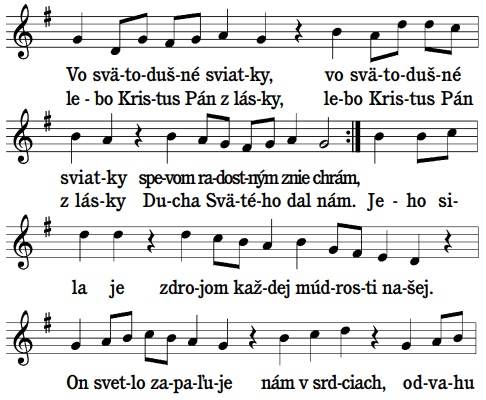 Vo svä-to-duš-né sviat-ky, vo svä-to-duš-né
le - bo Kris-tus Pán z lás-ky, le-bo Kris-tus Pán
sviat-ky spe-vom ra-dost-ným znie chrám,
z lás-ky Du-cha Svä-té-ho dal nám. Je - ho si-
la je zdro-jom kaž-dej múd-ros-ti na-šej.
On svet-lo za-pa-ľu-je nám v srd-ciach, od-va-hu